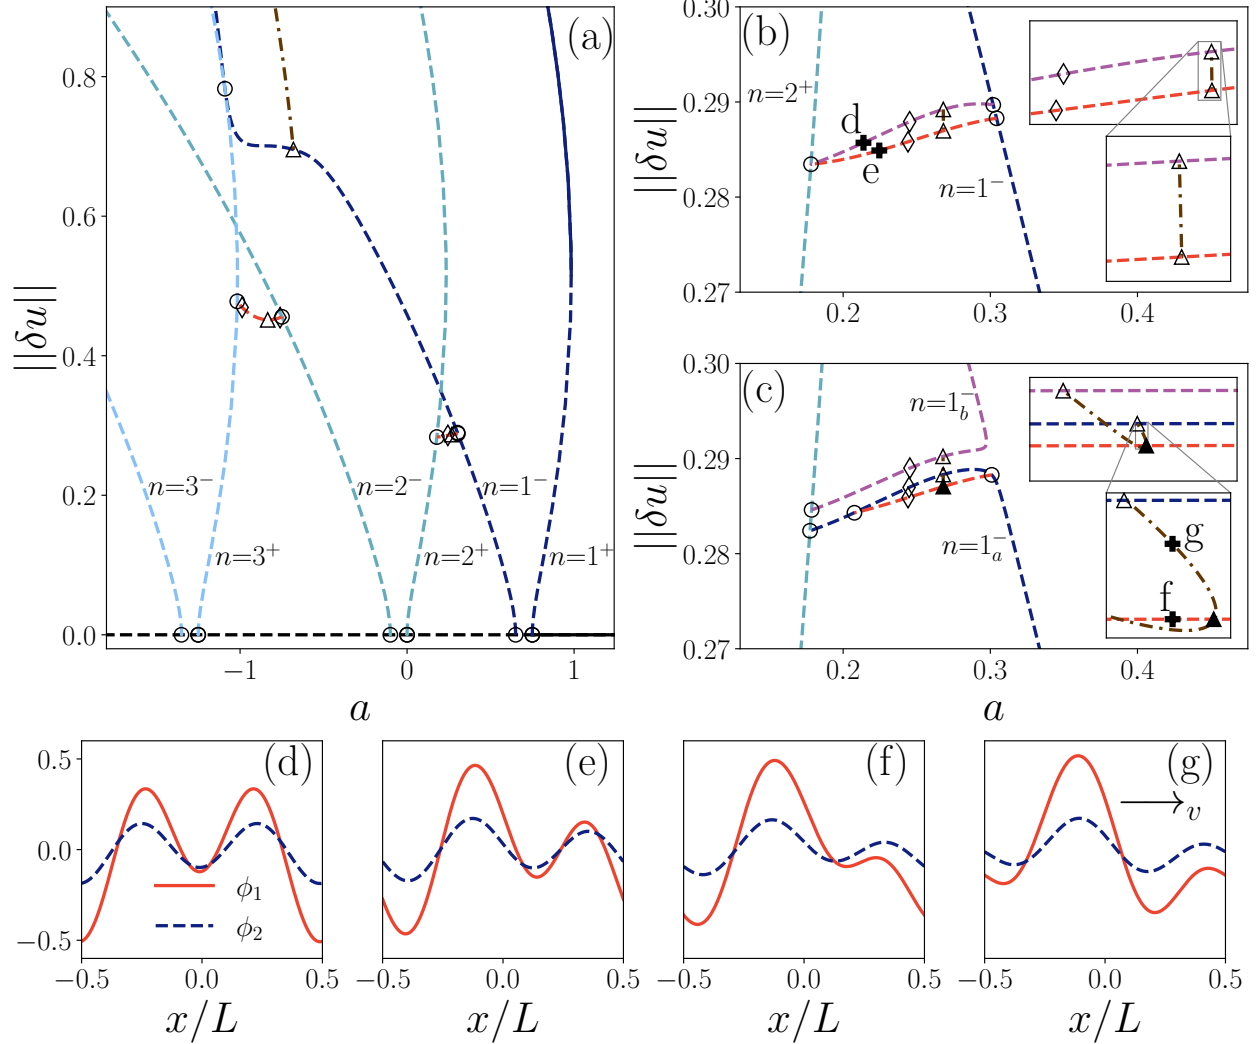 (a)
||δu||
0.8
0.6
0.4
0.2
0.0
n=3⁻
n=3⁺
n=2⁻
n=2⁺
n=1⁻
n=1⁺
−1
0
1
a
(b)
||δu||
0.30
0.29
0.28
0.27
n=2⁺
d
e
n=1⁻
0.2
0.3
0.4
(c)
||δu||
0.30
0.29
0.28
0.27
n=1_b⁻
n=1_a⁻
g
f
0.2
0.3
0.4
a
(d)
0.5
0.0
−0.5
ϕ₁
ϕ₂
−0.5
0.0
0.5
x/L
(e)
−0.5
0.0
0.5
x/L
(f)
−0.5
0.0
0.5
x/L
(g)
v
−0.5
0.0
0.5
x/L